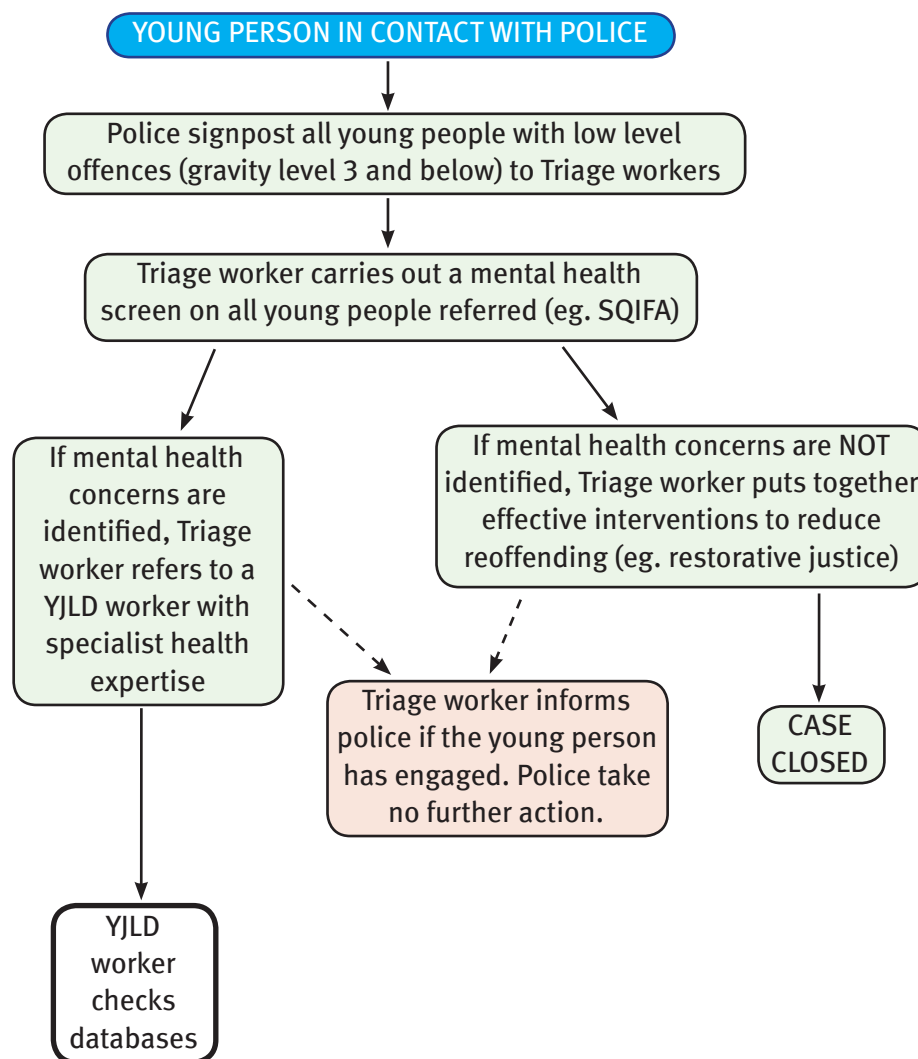 YOUNG PERSON IN CONTACT WITH POLICE
Police signpost all young people with low level
offences (gravity level 3 and below) to Triage workers
Triage worker carries out a mental health
screen on all young people referred (eg. SQIFA)
If mental health
concerns are
identified, Triage
worker refers to a
YJLD worker with
specialist health
expertise
If mental health concerns are NOT
identified, Triage worker puts together
effective interventions to reduce
reoffending (eg. restorative justice)
Triage worker informs
police if the young person
has engaged. Police take
no further action.
CASE
CLOSED
YJLD
worker
checks
databases